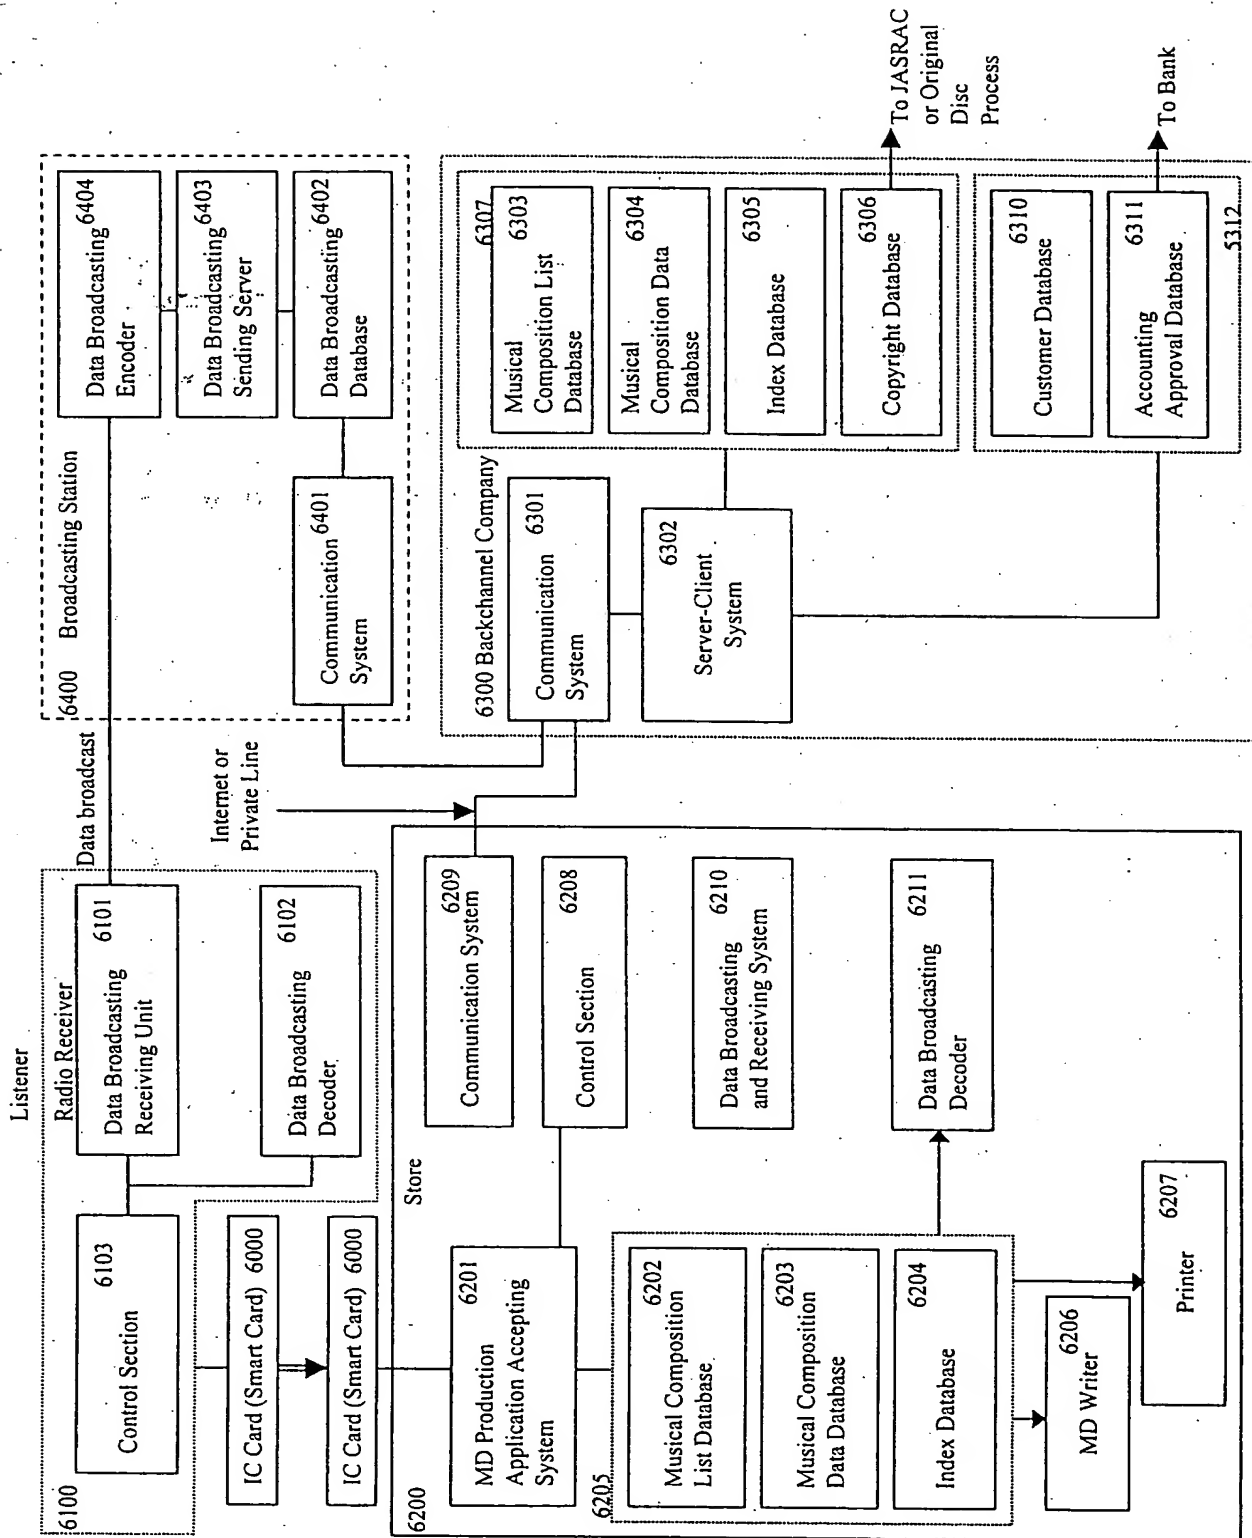 Listener
6100
Radio Receiver
Control Section
6103
Data Broadcasting
Receiving Unit
6101
Data Broadcasting
Decoder
6102
Data broadcast
IC Card (Smart Card) 6000
IC Card (Smart Card) 6000
Internet or
Private Line
6400
Broadcasting Station
Data Broadcasting
Encoder
6404
Data Broadcasting
Sending Server
6403
Data Broadcasting
Database
6402
Communication
System
6401
6200
Store
MD Production
Application Accepting
System
6201
Communication System
6209
Control Section
6208
Data Broadcasting
and Receiving System
6210
Data Broadcasting
Decoder
6211
6205
Musical Composition
List Database
6202
Musical Composition
Data Database
6203
Index Database
6204
MD Writer
6206
Printer
6207
6300 Backchannel Company
Communication
System
6301
Server-Client
System
6302
6307
Musical
Composition List
Database
6303
Musical
Composition Data
Database
6304
Index Database
6305
Copyright Database
6306
To JASRAC
or Original
Disc
Process
Customer Database
6310
Accounting
Approval Database
6311
5312
To Bank